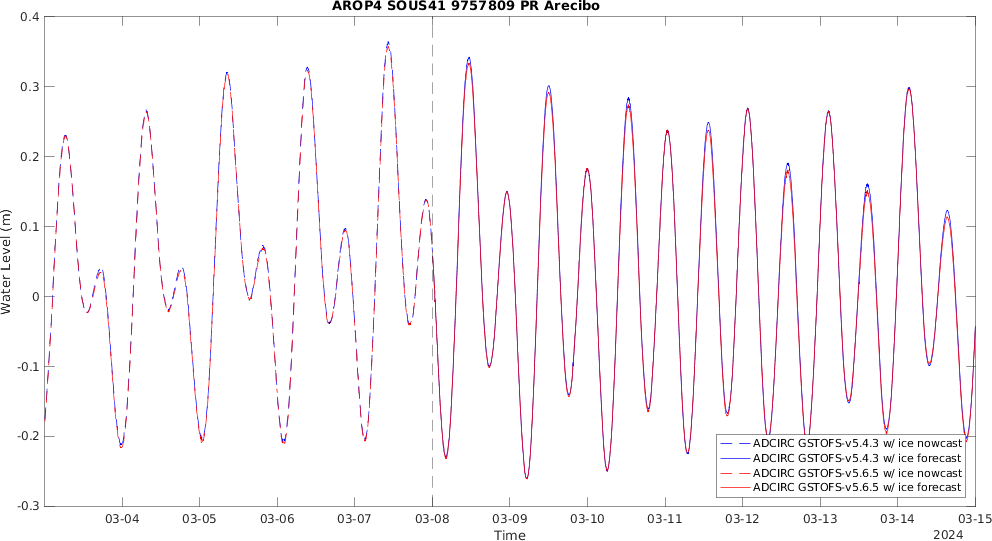 AROP4 SOUS41 9757809 PR Arecibo
0.4
0.3
0.2
0.1
0
-0.1
-0.2
-0.3
Water Level (m)
ADCIRC GSTOFS-v5.4.3 w/ ice nowcast
ADCIRC GSTOFS-v5.4.3 w/ ice forecast
ADCIRC GSTOFS-v5.6.5 w/ ice nowcast
ADCIRC GSTOFS-v5.6.5 w/ ice forecast
03-04 03-05 03-06 03-07 03-08 03-09 03-10 03-11 03-12 03-13 03-14 03-15
Time
2024